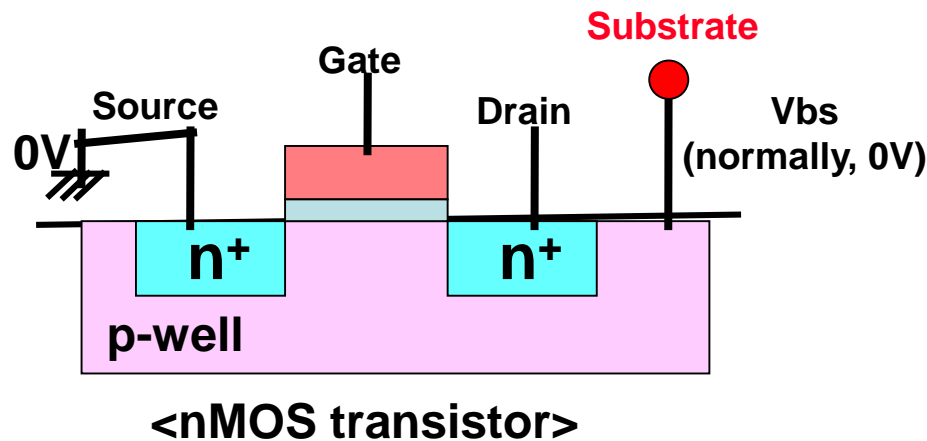 Substrate
Gate
Source
Drain
Vbs
0V
(normally, 0V)
n+
n+
p-well
<nMOS transistor>